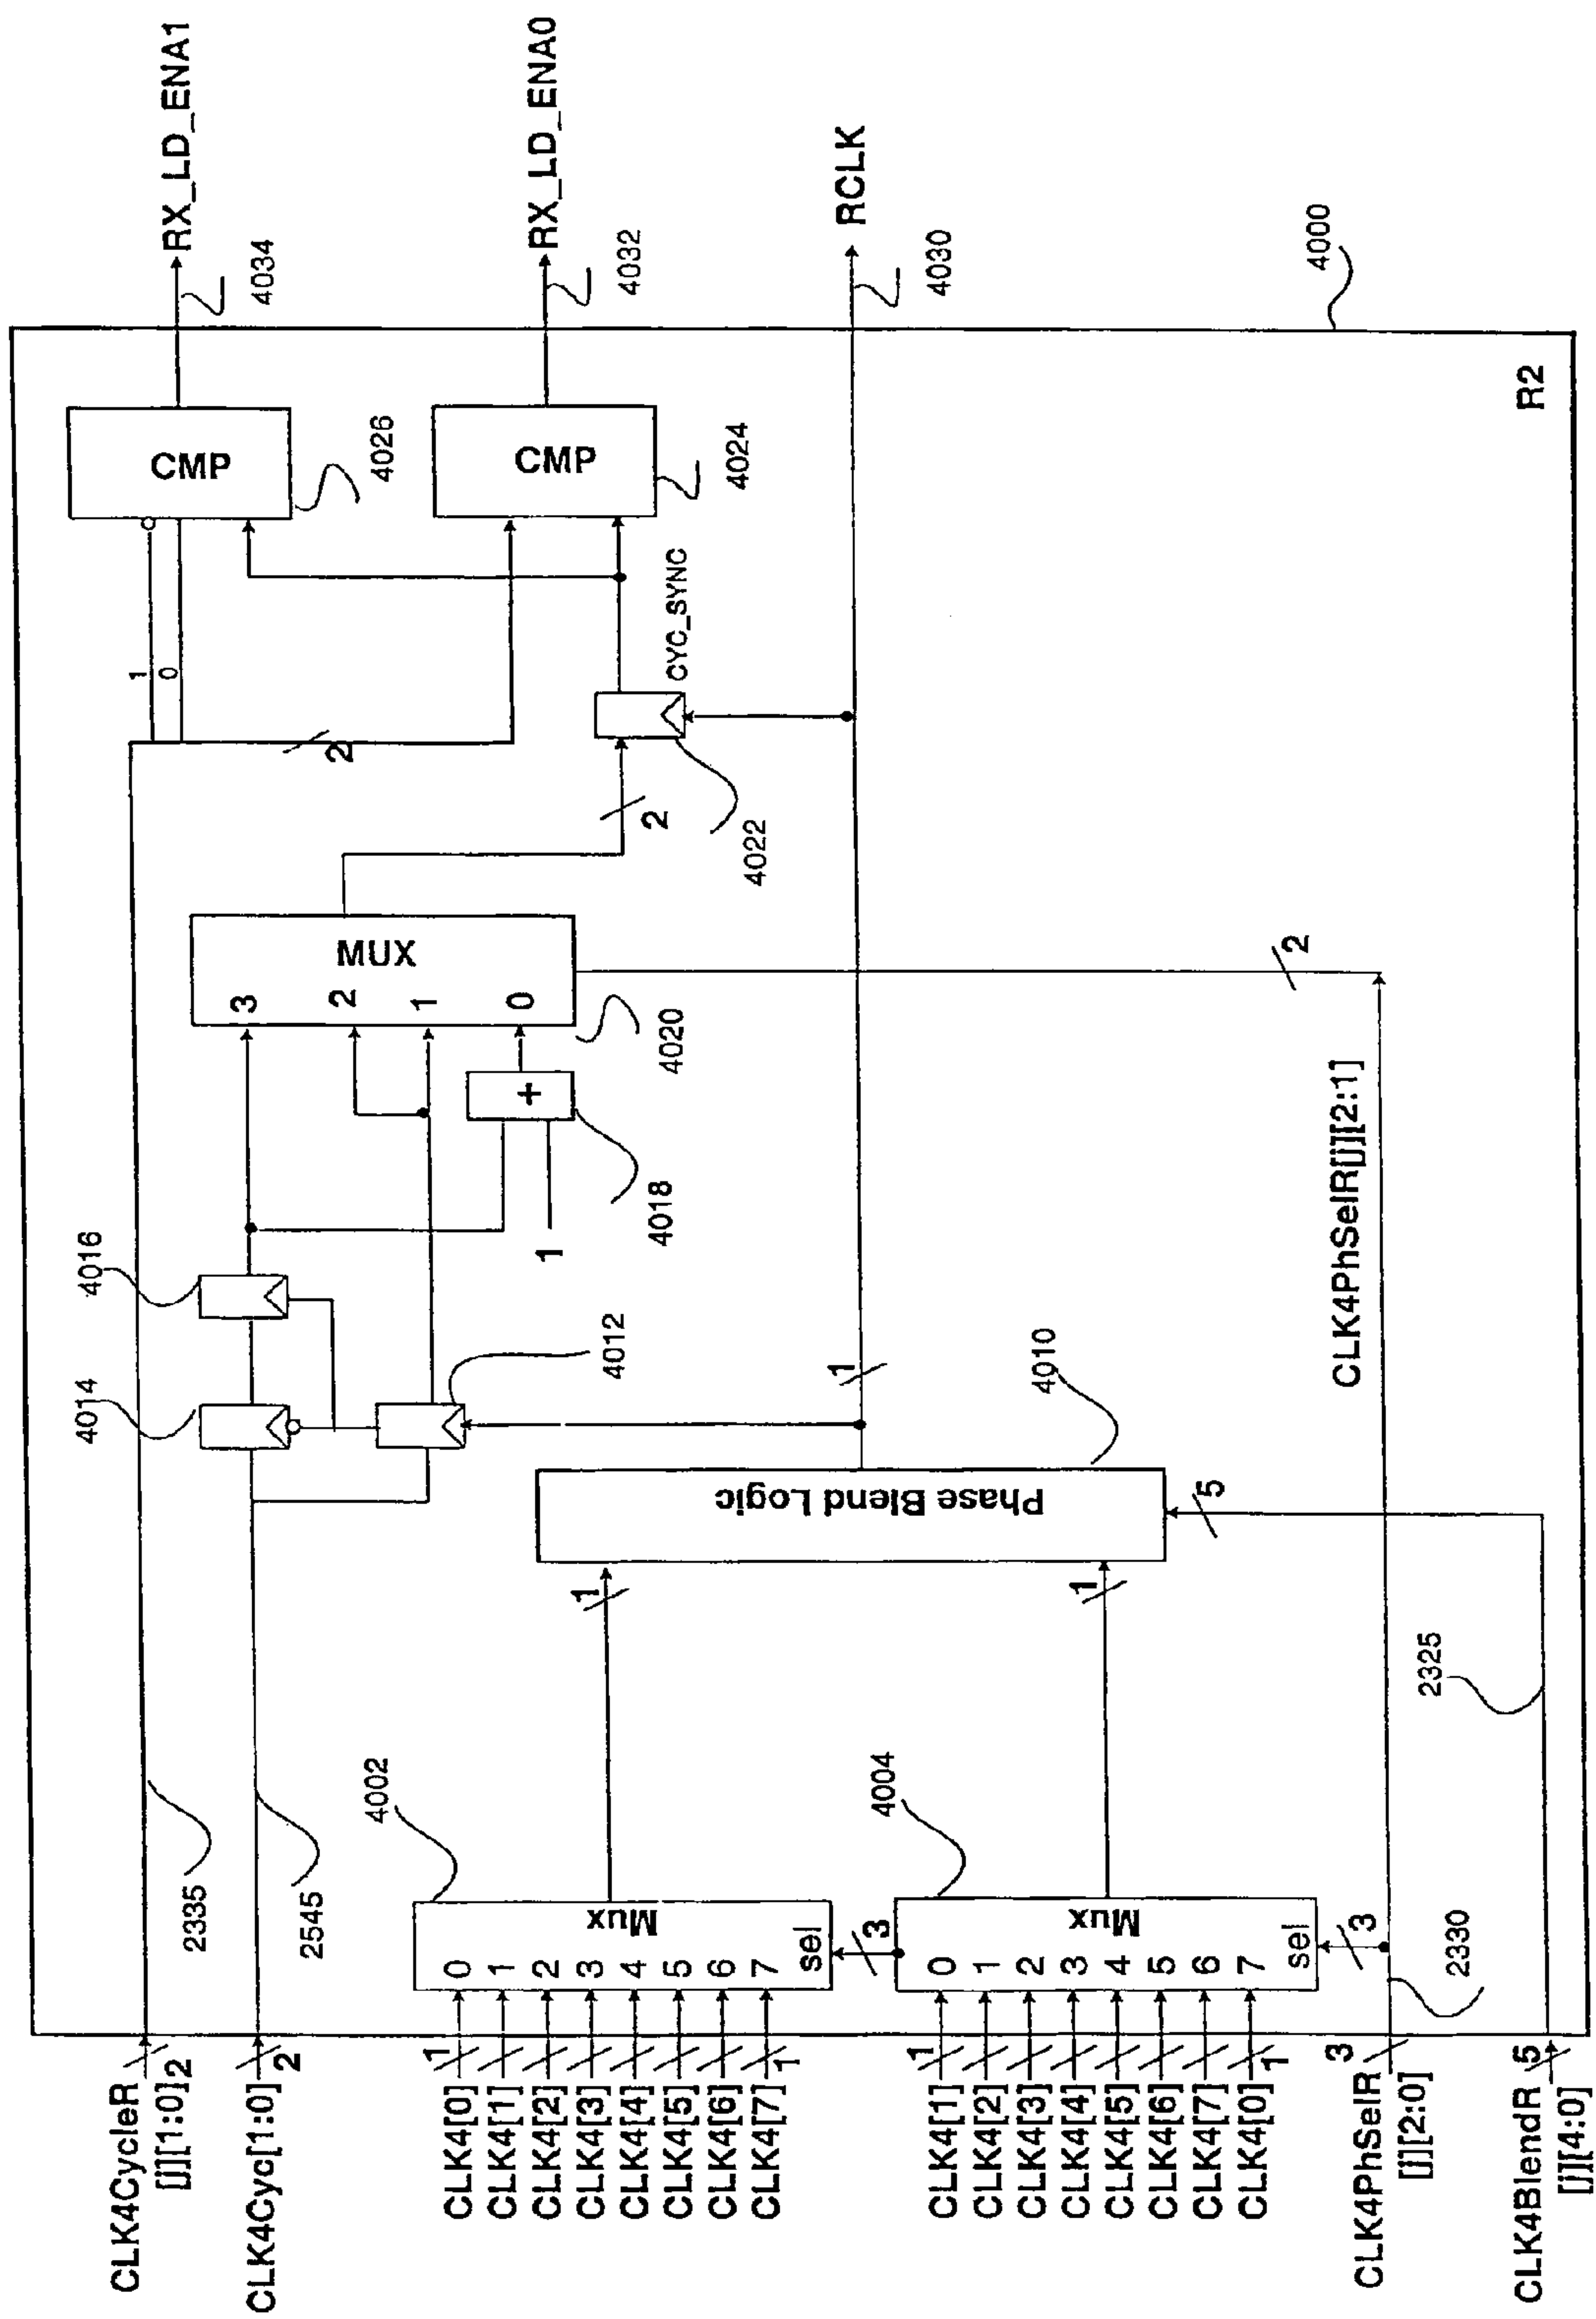 CLK4CycleR
[j][1:0]
2
CLK4Cyc[1:0]
2
2335
2545
4014
4016
4012
4018
1
+
3
2
1
0
MUX
4020
2
4022
CYC_SYNC
2
1
0
CMP
4026
CMP
4024
RX_LD_ENA1
4034
RX_LD_ENA0
4032
RCLK
4030
4000
R2
CLK4[0]
CLK4[1]
CLK4[2]
CLK4[3]
CLK4[4]
CLK4[5]
CLK4[6]
CLK4[7]
1
1
0
1
2
3
4
5
6
7
Mux
sel
4002
3
CLK4[1]
CLK4[2]
CLK4[3]
CLK4[4]
CLK4[5]
CLK4[6]
CLK4[7]
CLK4[0]
1
1
0
1
2
3
4
5
6
7
Mux
sel
4004
3
1
1
Phase Blend Logic
4010
1
5
CLK4PhSelR
[j][2:0]
3
2330
CLK4PhSelR[j][2:1]
2
CLK4BlendR
[j][4:0]
5
2325